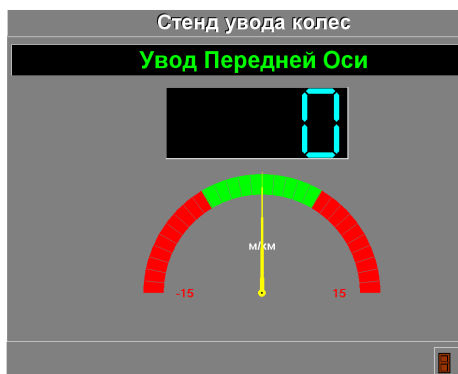 Стенд увода колес
Увод Передней Оси
0
м/км
-15 15